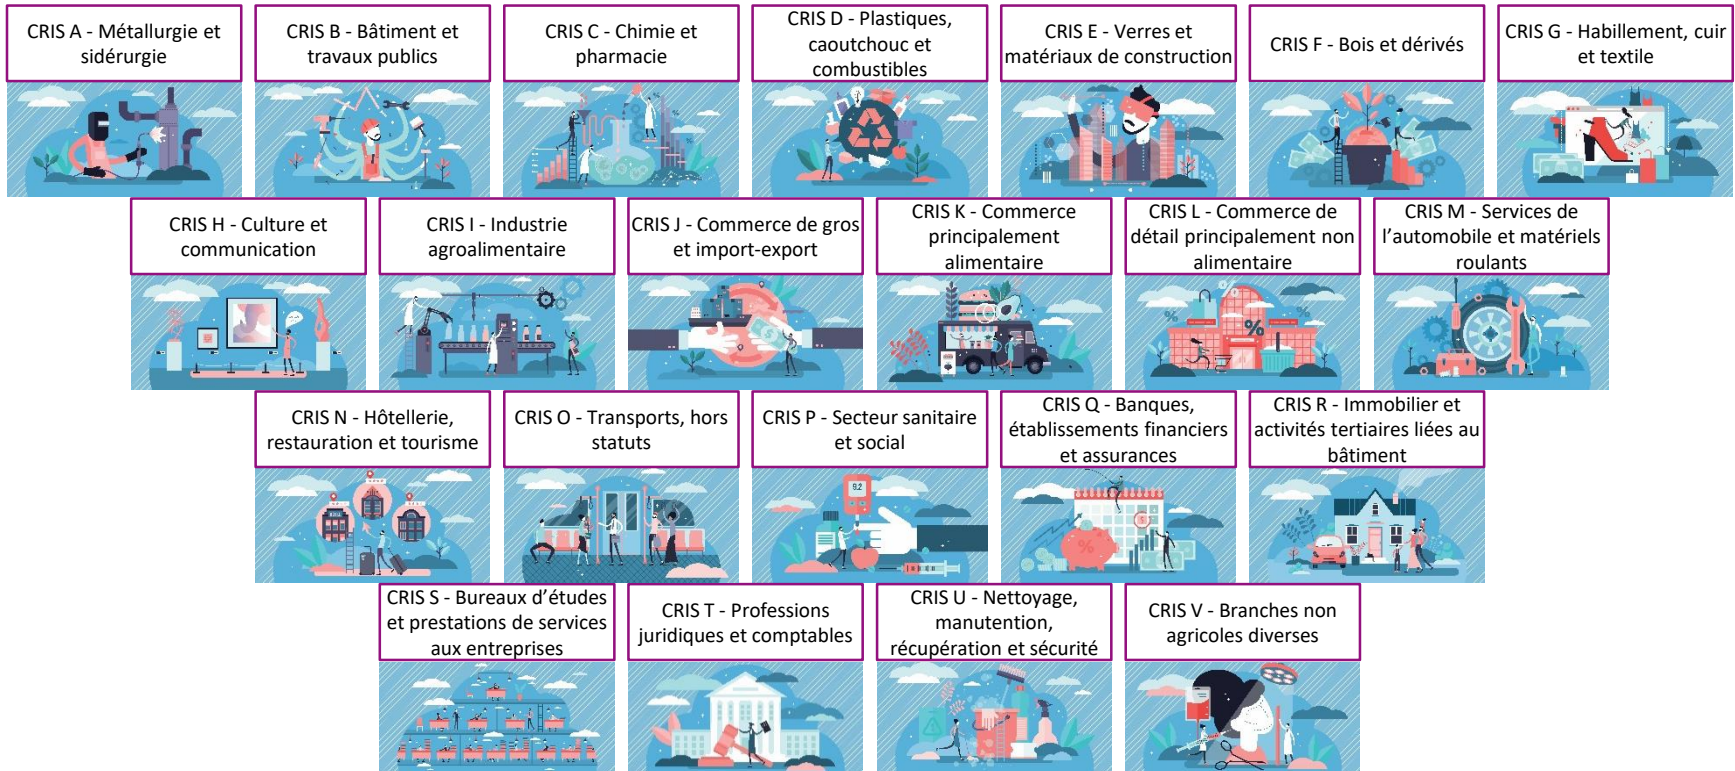 CRIS A - Métallurgie et
sidérurgie
CRIS B - Bâtiment et
travaux publics
CRIS C - Chimie et
pharmacie
CRIS D - Plastiques,
caoutchouc et
combustibles
CRIS E - Verres et
matériaux de construction
CRIS F - Bois et dérivés
CRIS G - Habillement, cuir
et textile
CRIS H - Culture et
communication
CRIS I - Industrie
agroalimentaire
CRIS J - Commerce de gros
et import-export
CRIS K - Commerce
principalement
alimentaire
CRIS L - Commerce de
détail principalement non
alimentaire
CRIS M - Services de
l’automobile et matériels
roulants
%
%
%
%
CRIS N - Hôtellerie,
restauration et tourisme
CRIS O - Transports, hors
statuts
CRIS P - Secteur sanitaire
et social
CRIS Q - Banques,
établissements financiers
et assurances
CRIS R - Immobilier et
activités tertiaires liées au
bâtiment
9.2
$
%
CRIS S - Bureaux d’études
et prestations de services
aux entreprises
CRIS T - Professions
juridiques et comptables
CRIS U - Nettoyage,
manutention,
récupération et sécurité
CRIS V - Branches non
agricoles diverses